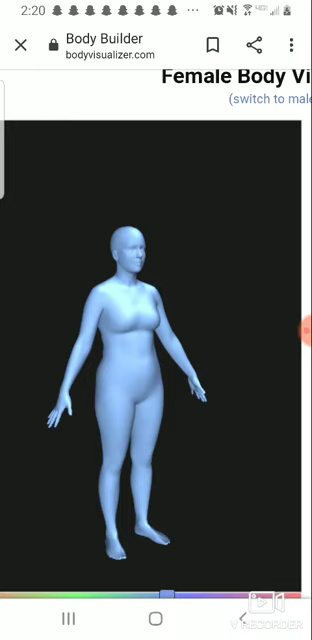 2:20
Body Builder
bodyvisualizer.com
Female Body Vi
(switch to male
V RECORDER